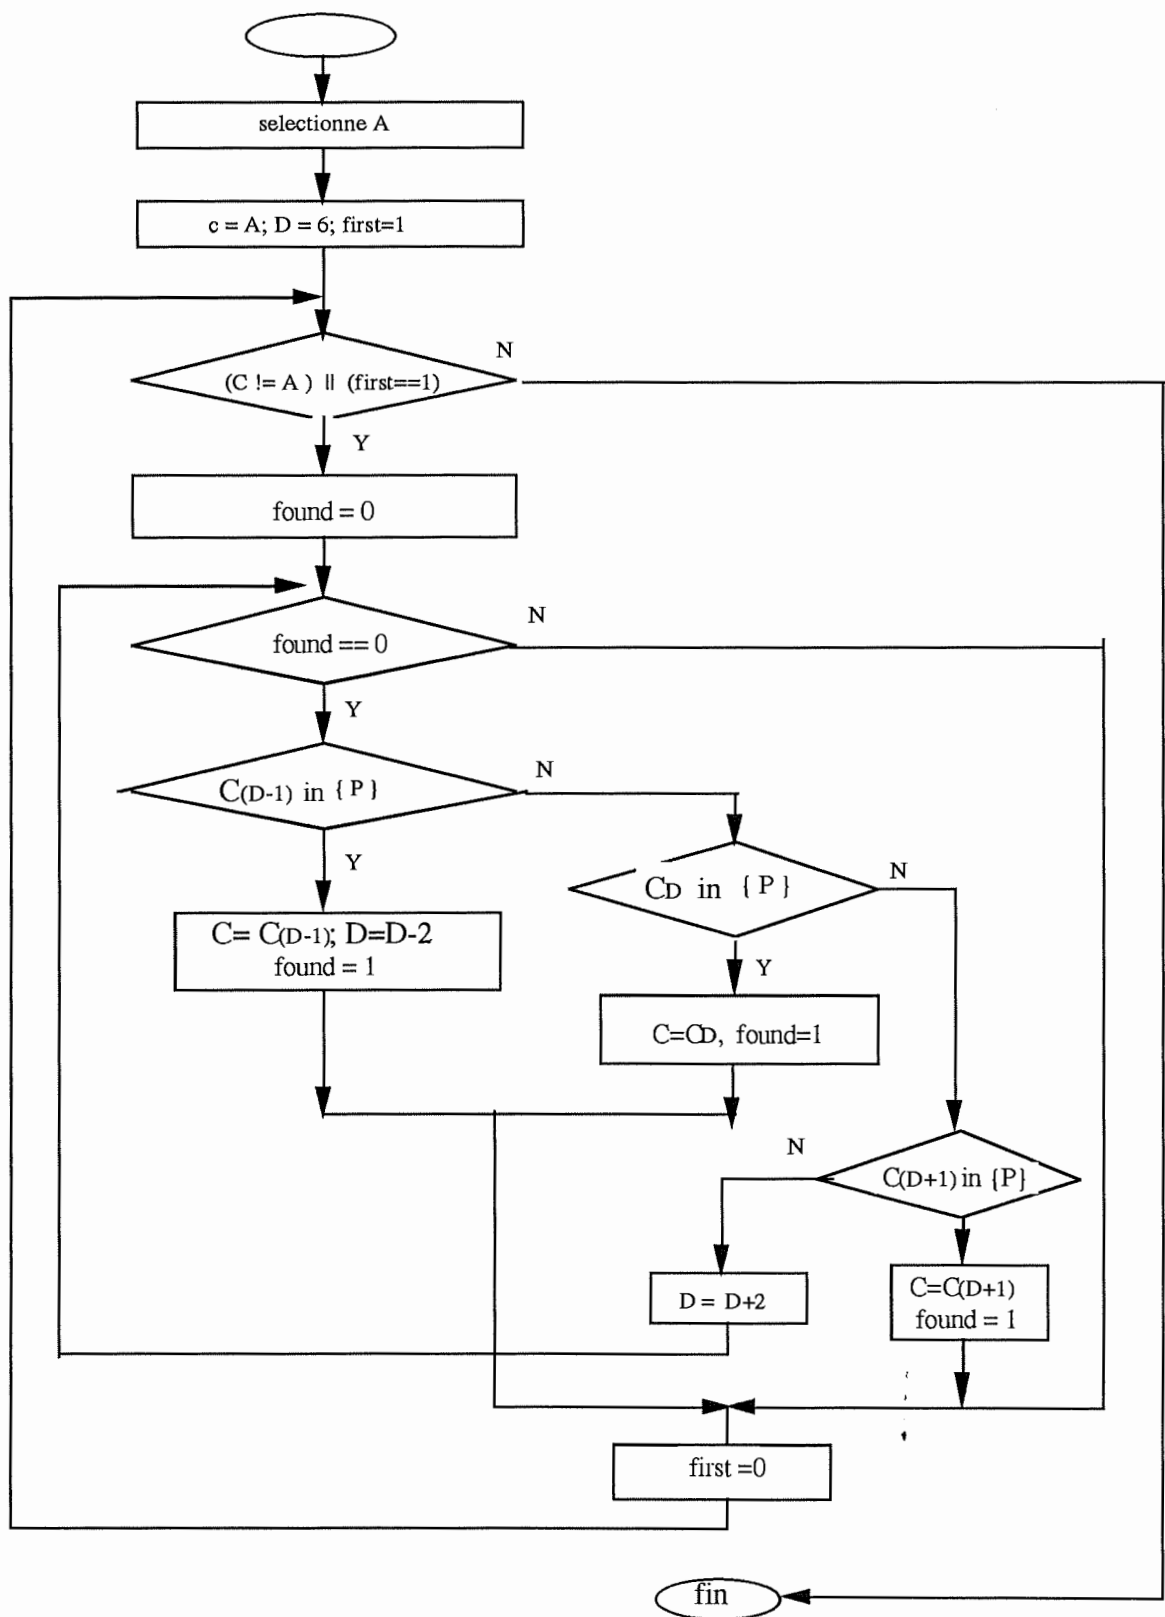 selectionne A
c = A; D = 6; first=1
N
(C != A ) || (first==1)
Y
found = 0
N
found == 0
Y
N
C(D-1) in { P }
Y
N
CD in { P }
C= C(D-1); D=D-2
found = 1
Y
C=CD, found=1
N
C(D+1) in {P}
D = D+2
C=C(D+1)
found = 1
first =0
fin